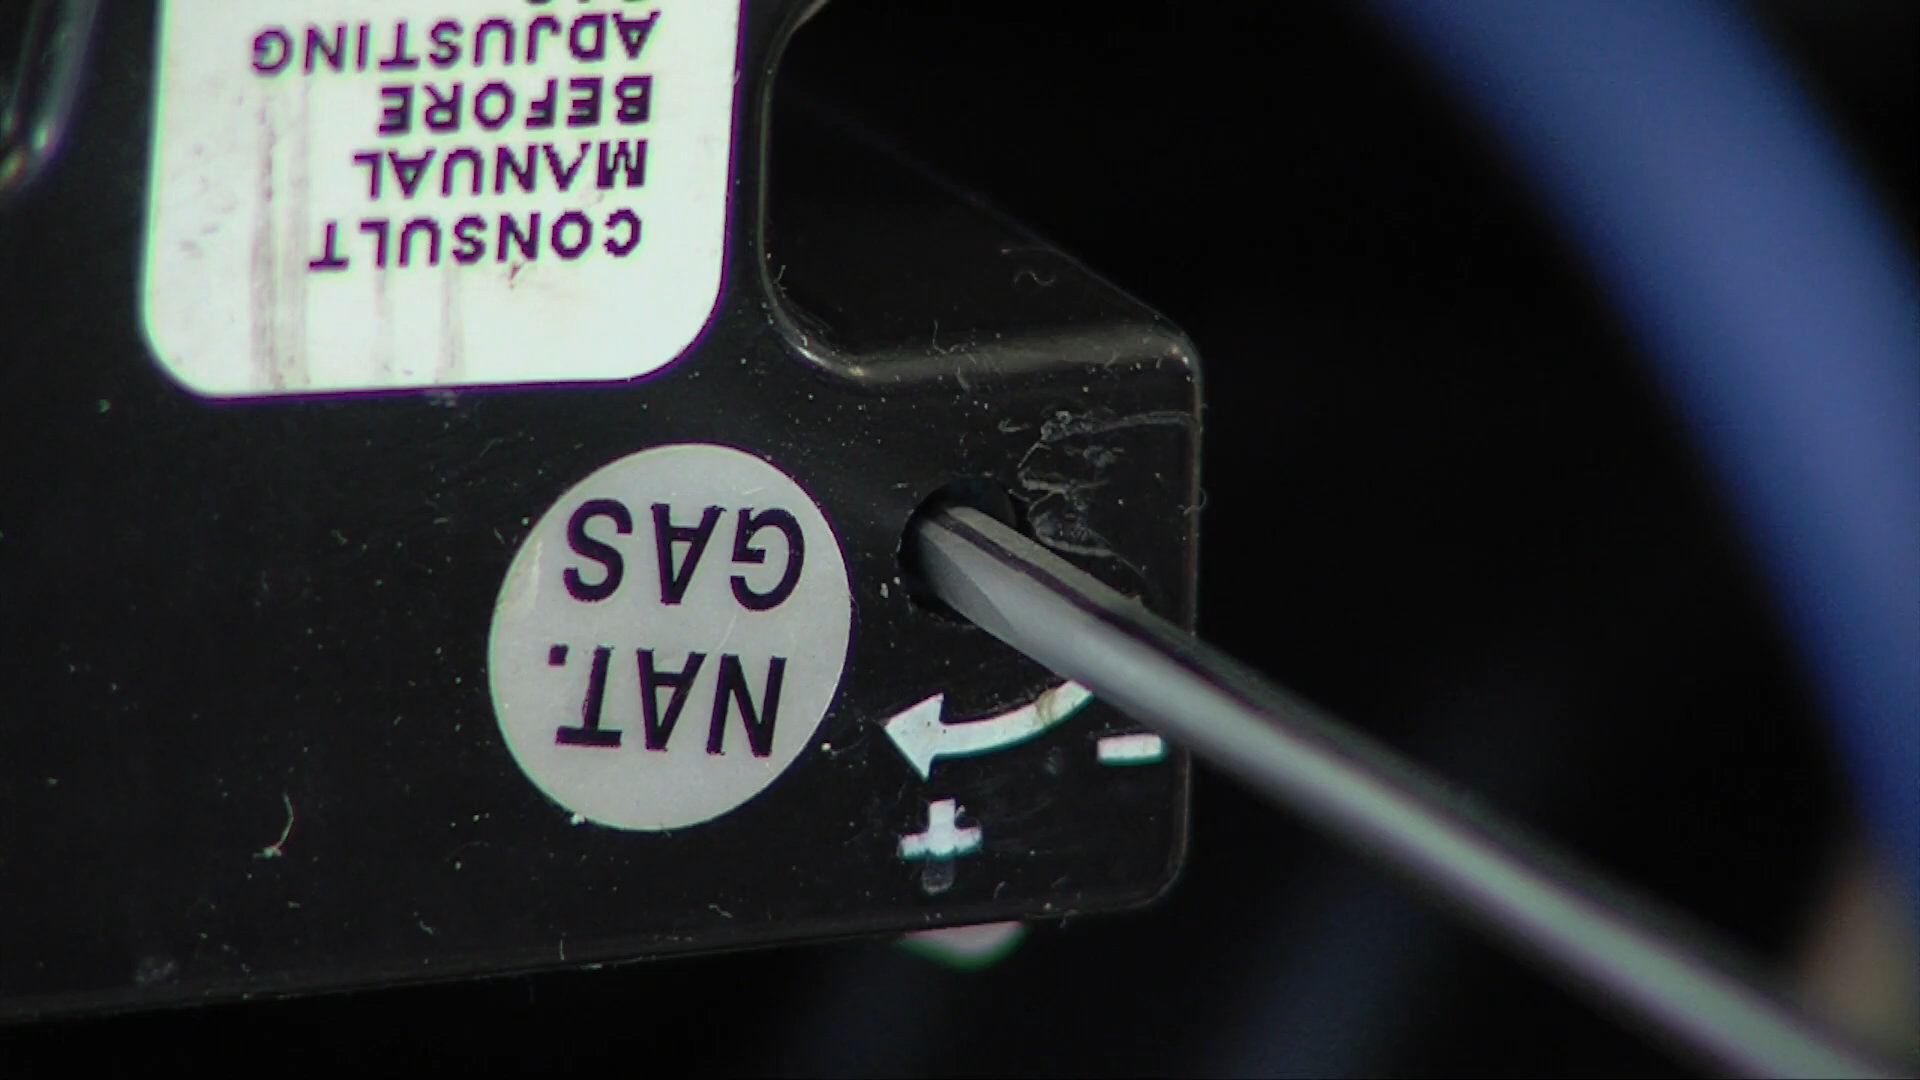 CONSULT
MANUAL
BEFORE
ADJUSTING
NAT.
GAS
- +